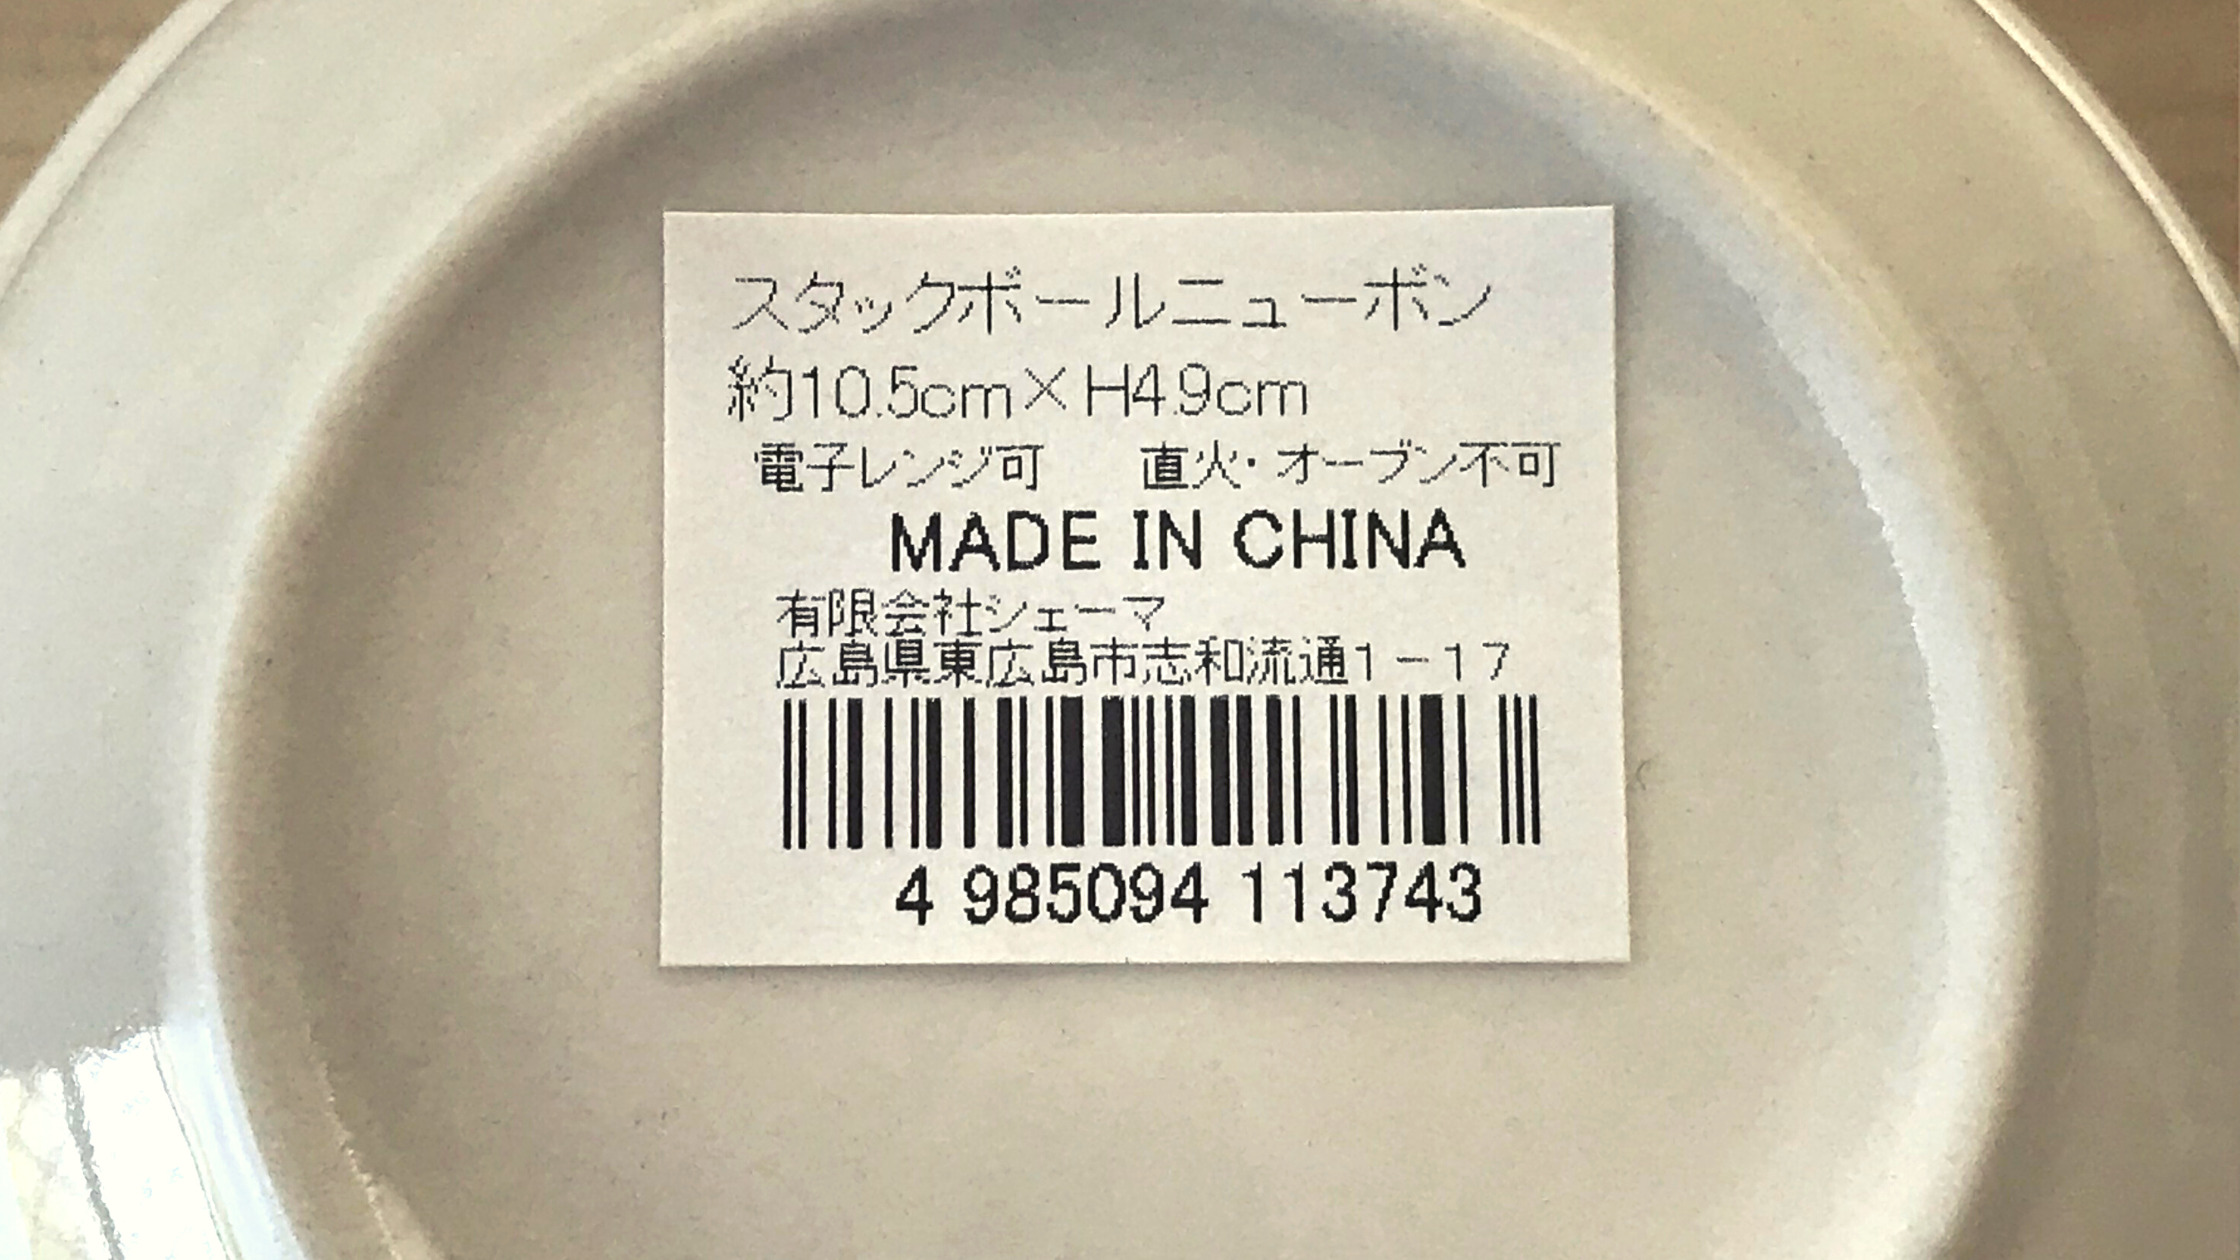 スタックボールニューボン
約10.5cm×H4.9cm
電子レンジ可　直火・オーブン不可
MADE IN CHINA
有限会社シェーマ
広島県東広島市志和流通1－17
4 985094 113743